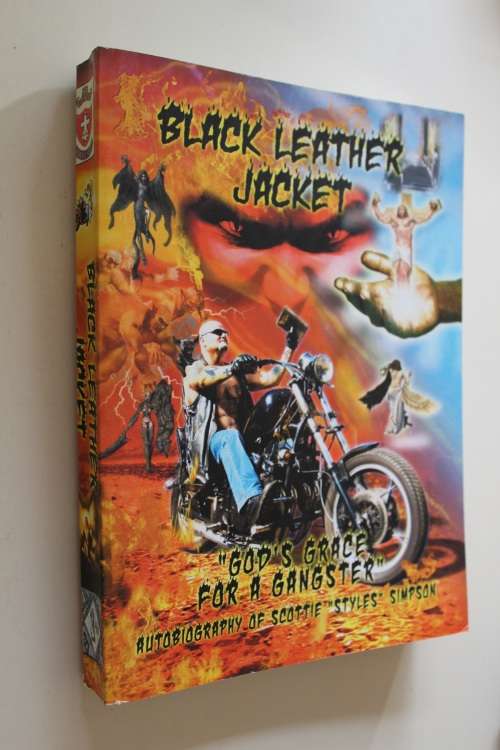 BLACK LEATHER
JACKET
"GOD'S GRACE
FOR A GANGSTER"
AUTOBIOGRAPHY OF SCOTTIE "STYLES" SIMPSON
BLACK LEATHER
JACKET